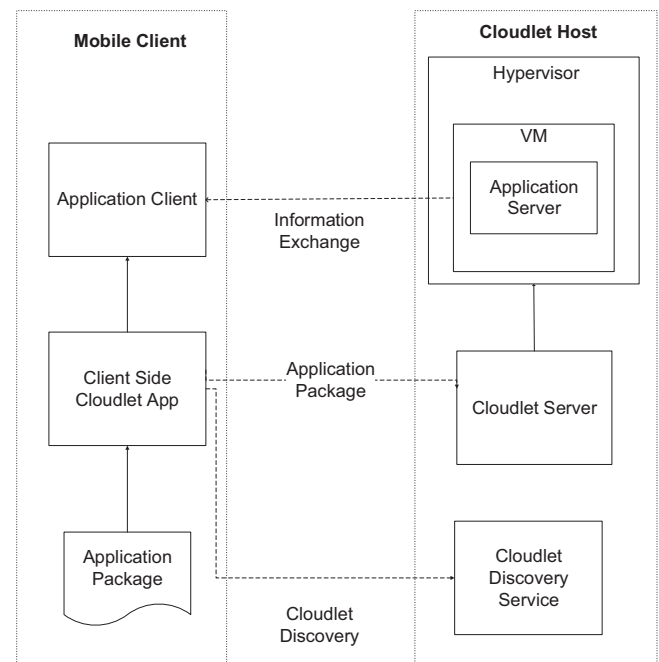 Mobile Client
Cloudlet Host
Hypervisor
VM
Application
Server
Application Client
Information
Exchange
Client Side
Cloudlet App
Application
Package
Cloudlet Server
Application
Package
Cloudlet
Discovery
Service
Cloudlet
Discovery